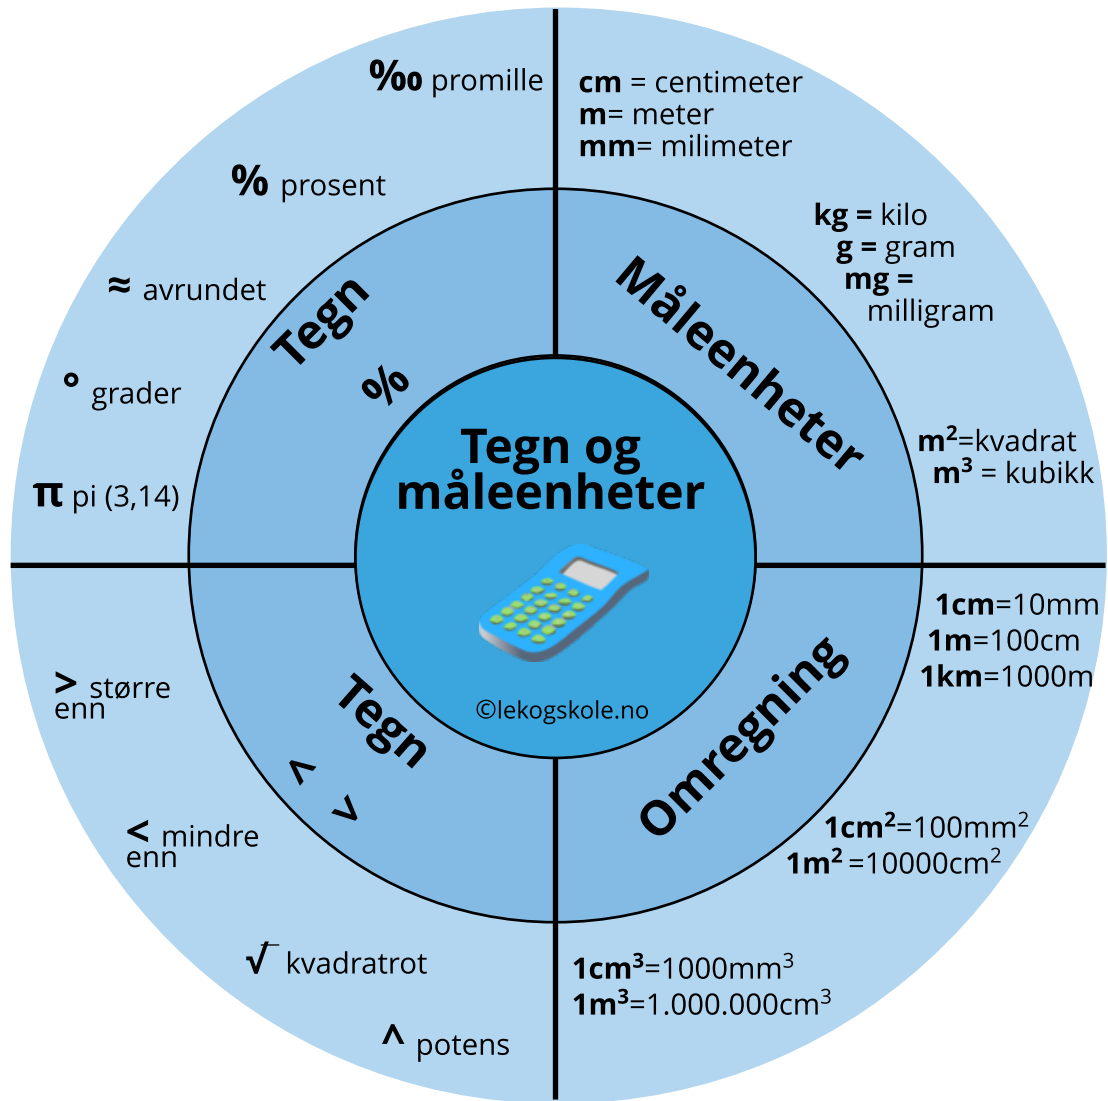 Tegn og
måleenheter
©lekogskole.no
Tegn
%
‰ promille
% prosent
≈ avrundet
° grader
π pi (3,14)
Måleenheter
cm = centimeter
m= meter
mm= milimeter
kg = kilo
g = gram
mg =
milligram
m²=kvadrat
m³ = kubikk
Omregning
1cm=10mm
1m=100cm
1km=1000m
1cm²=100mm²
1m² =10000cm²
1cm³=1000mm³
1m³=1.000.000cm³
Tegn
< >
> større
enn
< mindre
enn
√ kvadratrot
^ potens